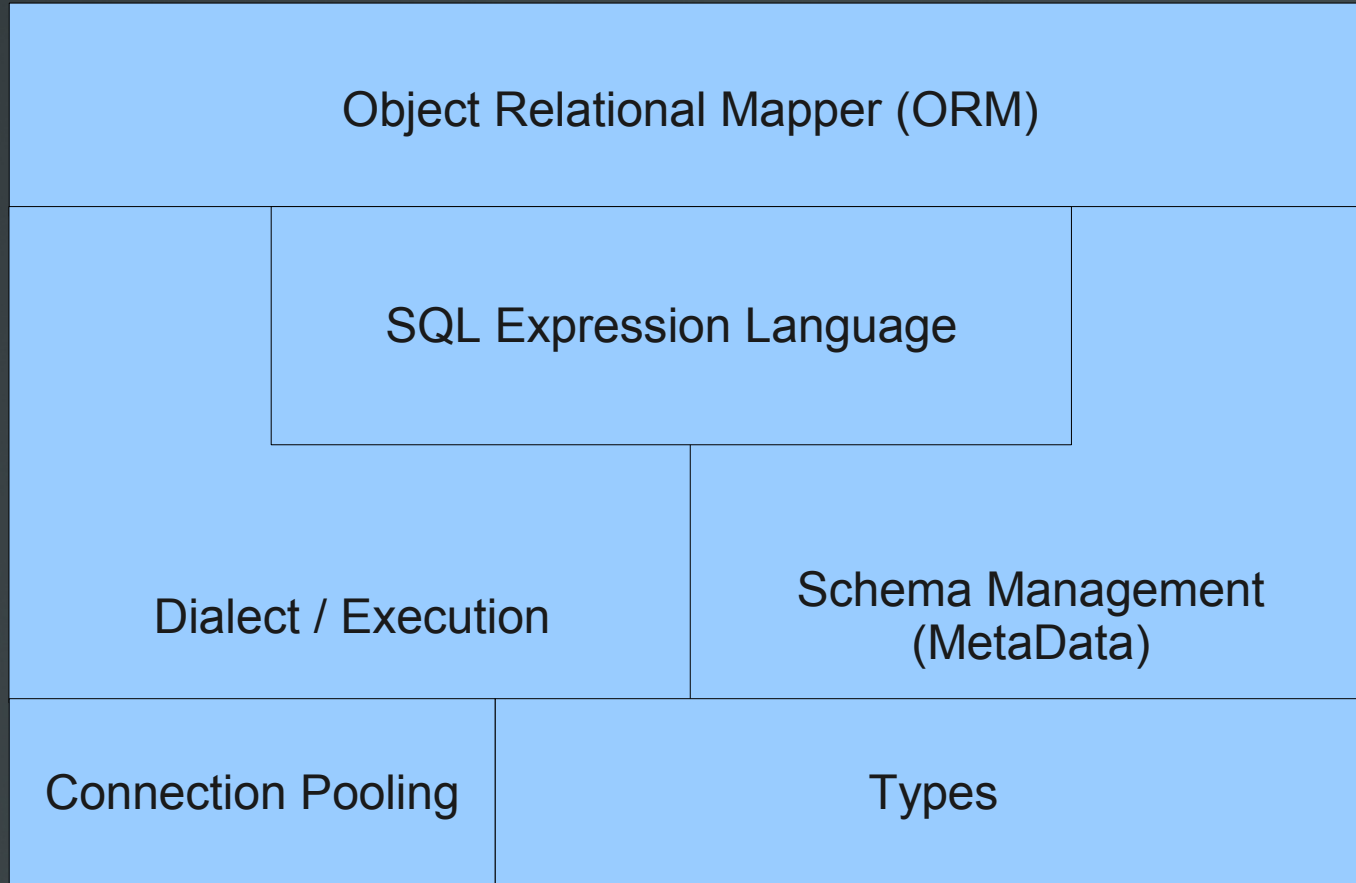 Object Relational Mapper (ORM)
SQL Expression Language
Dialect / Execution
Schema Management
(MetaData)
Connection Pooling
Types